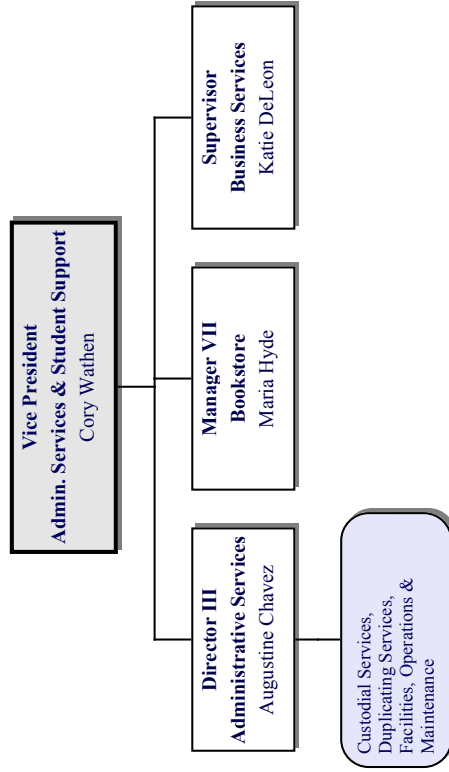 Vice President
Admin. Services & Student Support
Cory Wathen
Director III
Administrative Services
Augustine Chavez
Manager VII
Bookstore
Maria Hyde
Supervisor
Business Services
Katie DeLeon
Custodial Services,
Duplicating Services,
Facilities, Operations &
Maintenance